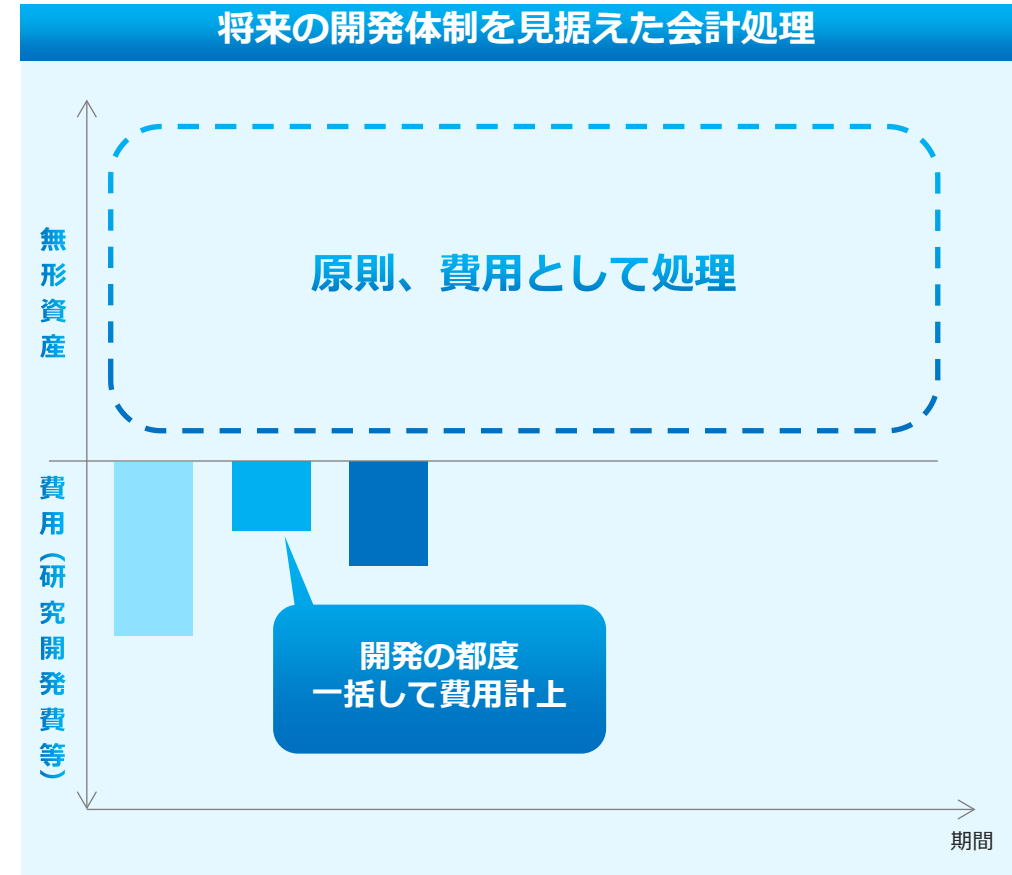 将来の開発体制を見据えた会計処理
無形資産
原則、費用として処理
費用(研究開発費等)
開発の都度
一括して費用計上
期間